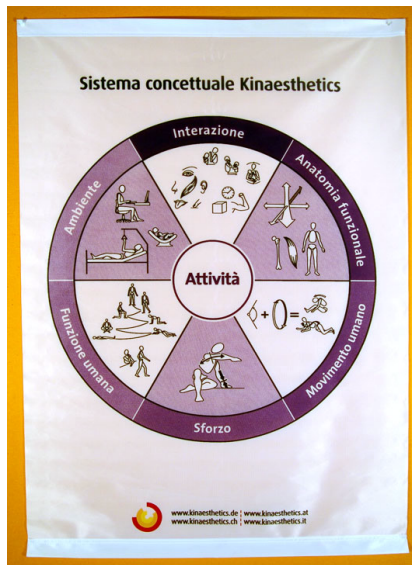 Sistema concettuale Kinaesthetics
Interazione
Anatomia funzionale
Movimento umano
Sforzo
Funzione umana
Ambiente
Attività
www.kinaesthetics.de ¦ www.kinaesthetics.at
www.kinaesthetics.ch ¦ www.kinaesthetics.it